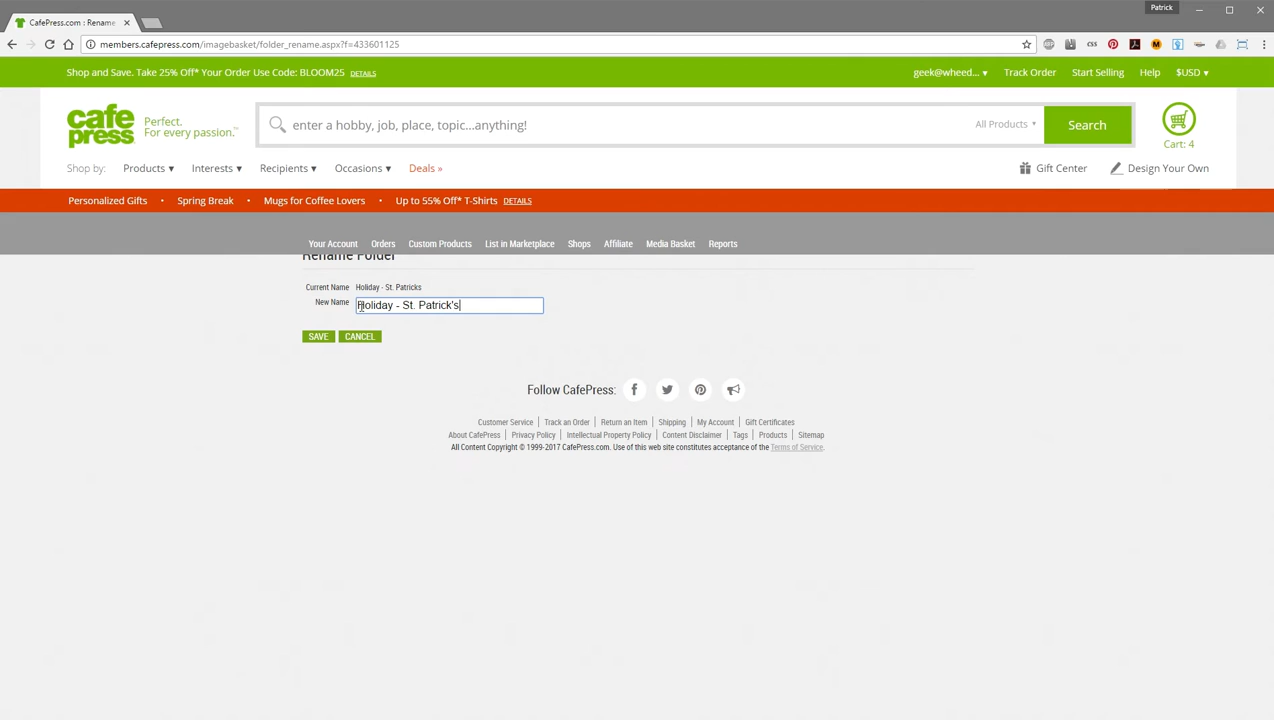 Patrick
CafePress.com : Rename
members.cafepress.com/imagebasket/folder_rename.aspx?f=433601125
Shop and Save. Take 25% Off* Your Order Use Code: BLOOM25 DETAILS
geek@wheed... ▾ Track Order Start Selling Help $USD ▾
cafe press
Perfect.
For every passion.™
enter a hobby, job, place, topic...anything!
All Products ▾ Search
Cart: 4
Shop by: Products ▾ Interests ▾ Recipients ▾ Occasions ▾ Deals » Gift Center Design Your Own
Personalized Gifts • Spring Break • Mugs for Coffee Lovers • Up to 55% Off* T-Shirts DETAILS
Your Account Orders Custom Products List in Marketplace Shops Affiliate Media Basket Reports
Rename Folder
Current Name Holiday - St. Patricks
New Name Holiday - St. Patrick's
SAVE CANCEL
Follow CafePress:
Customer Service | Track an Order | Return an Item | Shipping | My Account | Gift Certificates
About CafePress | Privacy Policy | Intellectual Property Policy | Content Disclaimer | Tags | Products | Sitemap
All Content Copyright © 1999-2017 CafePress.com. Use of this web site constitutes acceptance of the Terms of Service.